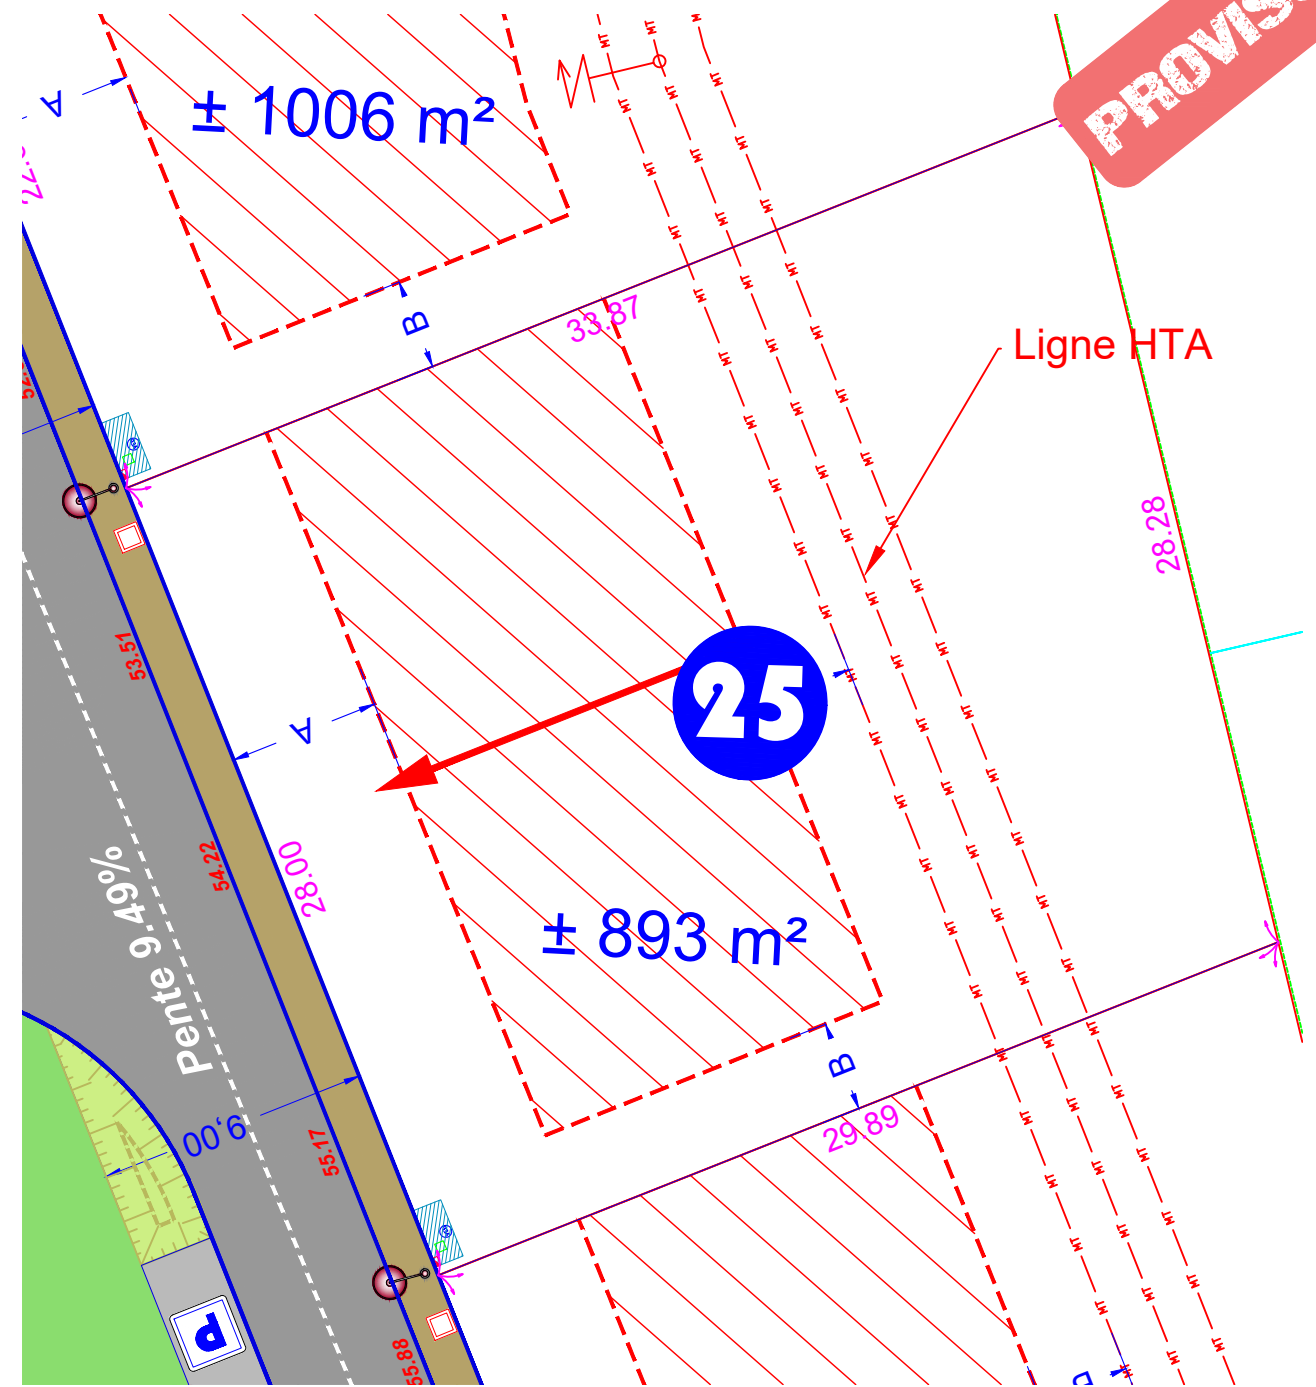 PROVIS
A
± 1006 m²
B
33.87
Ligne HTA
28.28
53.51
A
25
54.22
28.00
Pente 9.49%
± 893 m²
B
9,00
29.89
55.17
P
55.88